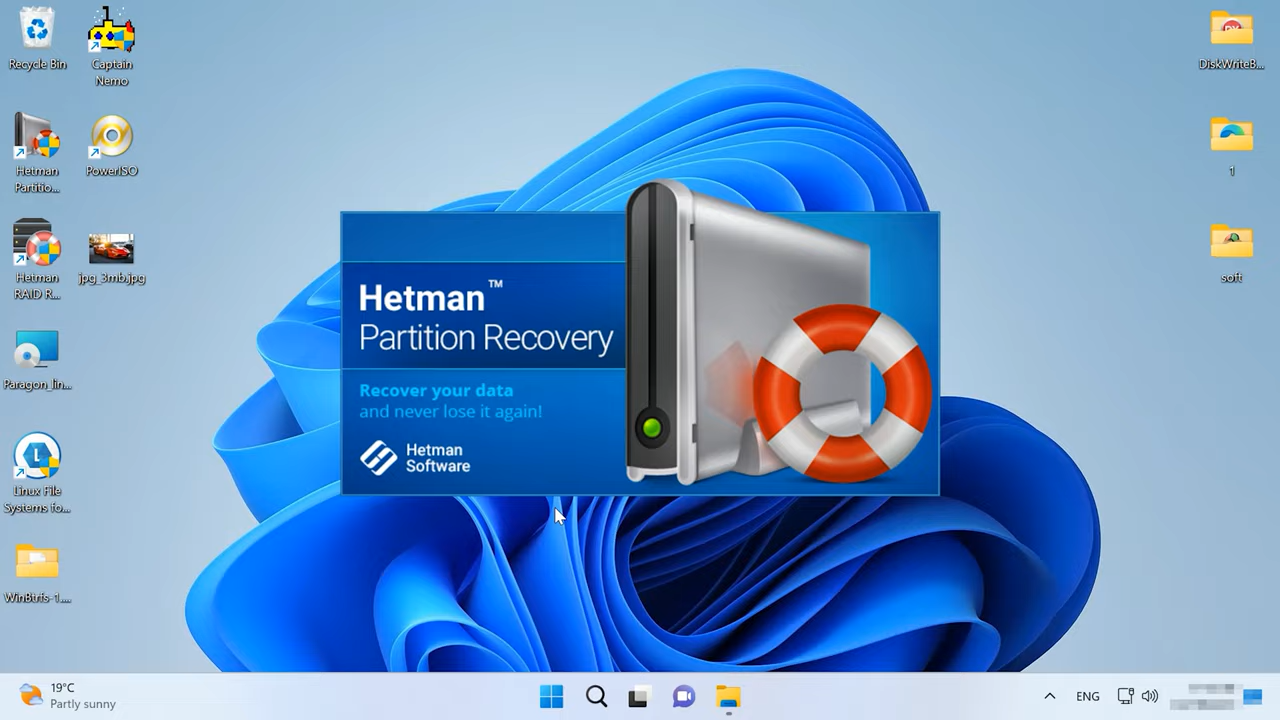 Recycle Bin
Captain
Nemo
Hetman
Partitio...
PowerISO
Hetman
RAID R...
jpg_3mb.jpg
Paragon_lin...
Linux File
Systems fo...
WinBtrfs-1....
DiskWriteB...
1
soft
Hetman™
Partition Recovery
Recover your data
and never lose it again!
Hetman
Software
19°C
Partly sunny
ENG